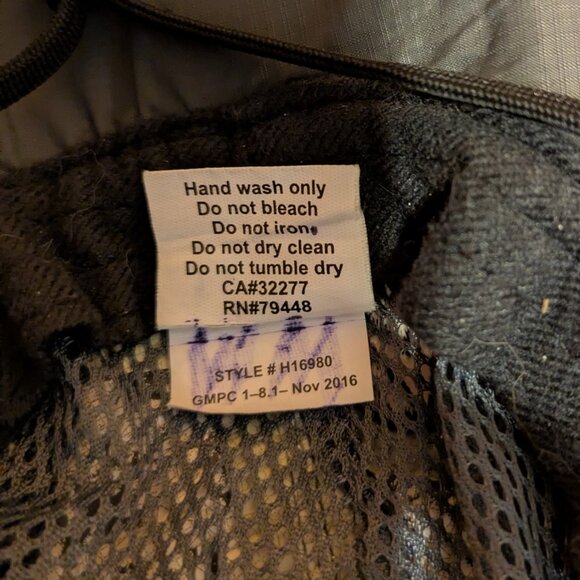 Hand wash only
Do not bleach
Do not iron
Do not dry clean
Do not tumble dry
CA#32277
RN#79448
STYLE # H16980
GMPC 1–8.1– Nov 2016